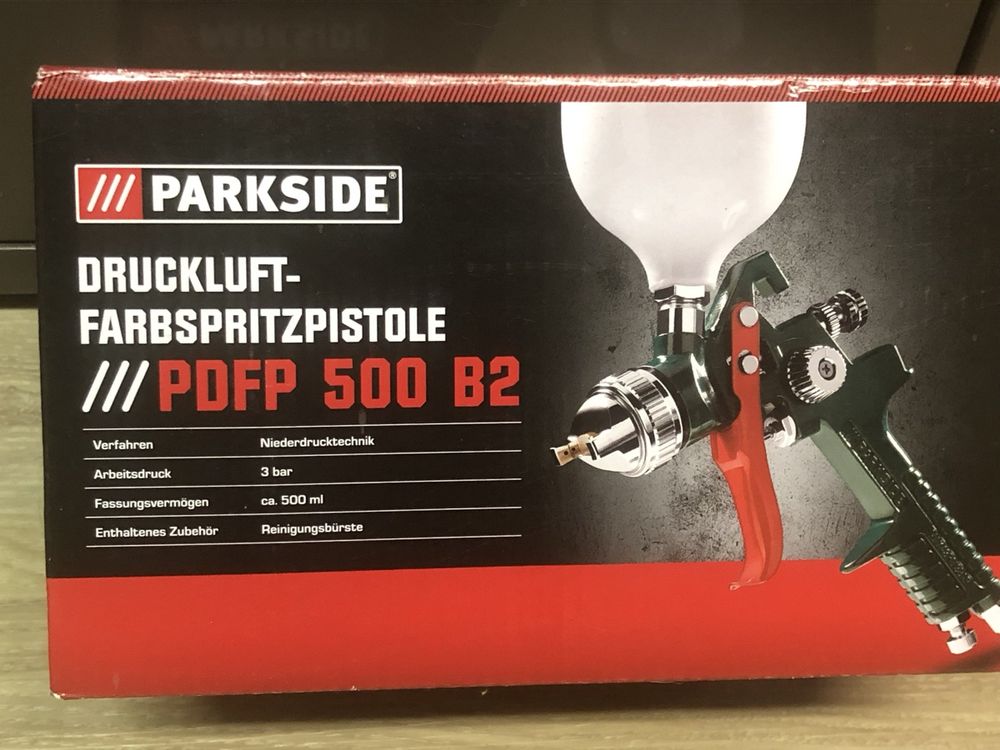 /// PARKSIDE®
DRUCKLUFT-
FARBSPRITZPISTOLE
/// PDFP 500 B2
Verfahren Niederdrucktechnik
Arbeitsdruck 3 bar
Fassungsvermögen ca. 500 ml
Enthaltenes Zubehör Reinigungsbürste